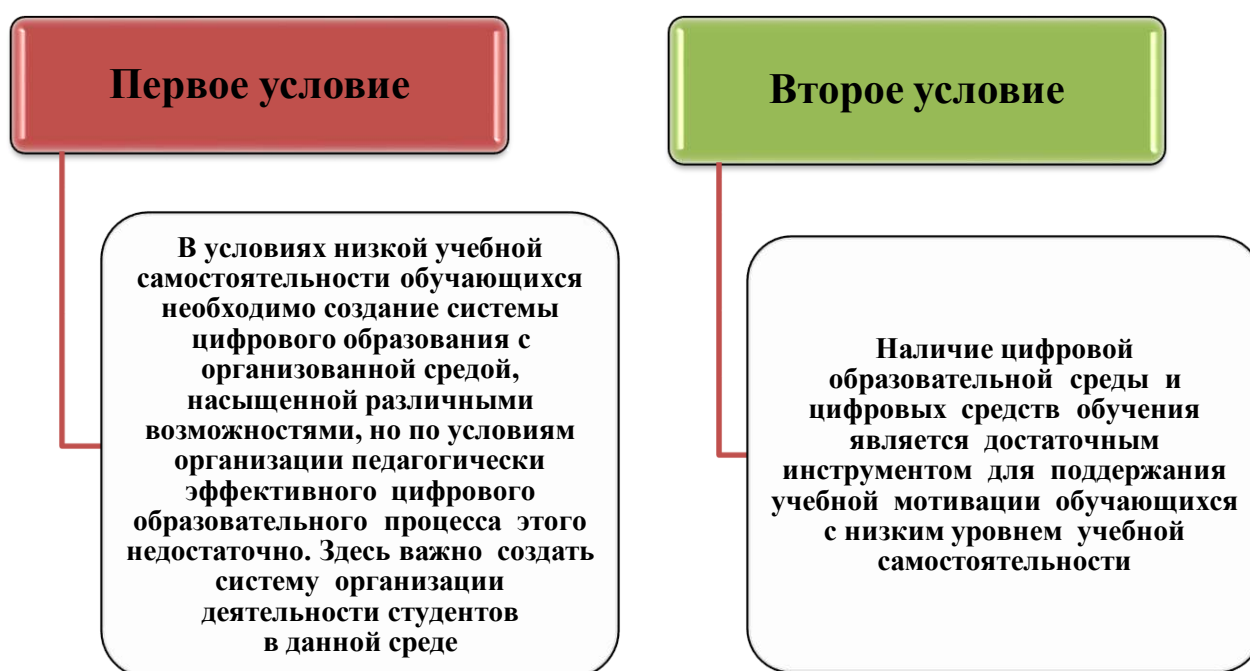 Первое условие
В условиях низкой учебной
самостоятельности обучающихся
необходимо создание системы
цифрового образования с
организованной средой,
насыщенной различными
возможностями, но по условиям
организации педагогически
эффективного цифрового
образовательного процесса этого
недостаточно. Здесь важно создать
систему организации
деятельности студентов
в данной среде
Второе условие
Наличие цифровой
образовательной среды и
цифровых средств обучения
является достаточным
инструментом для поддержания
учебной мотивации обучающихся
с низким уровнем учебной
самостоятельности